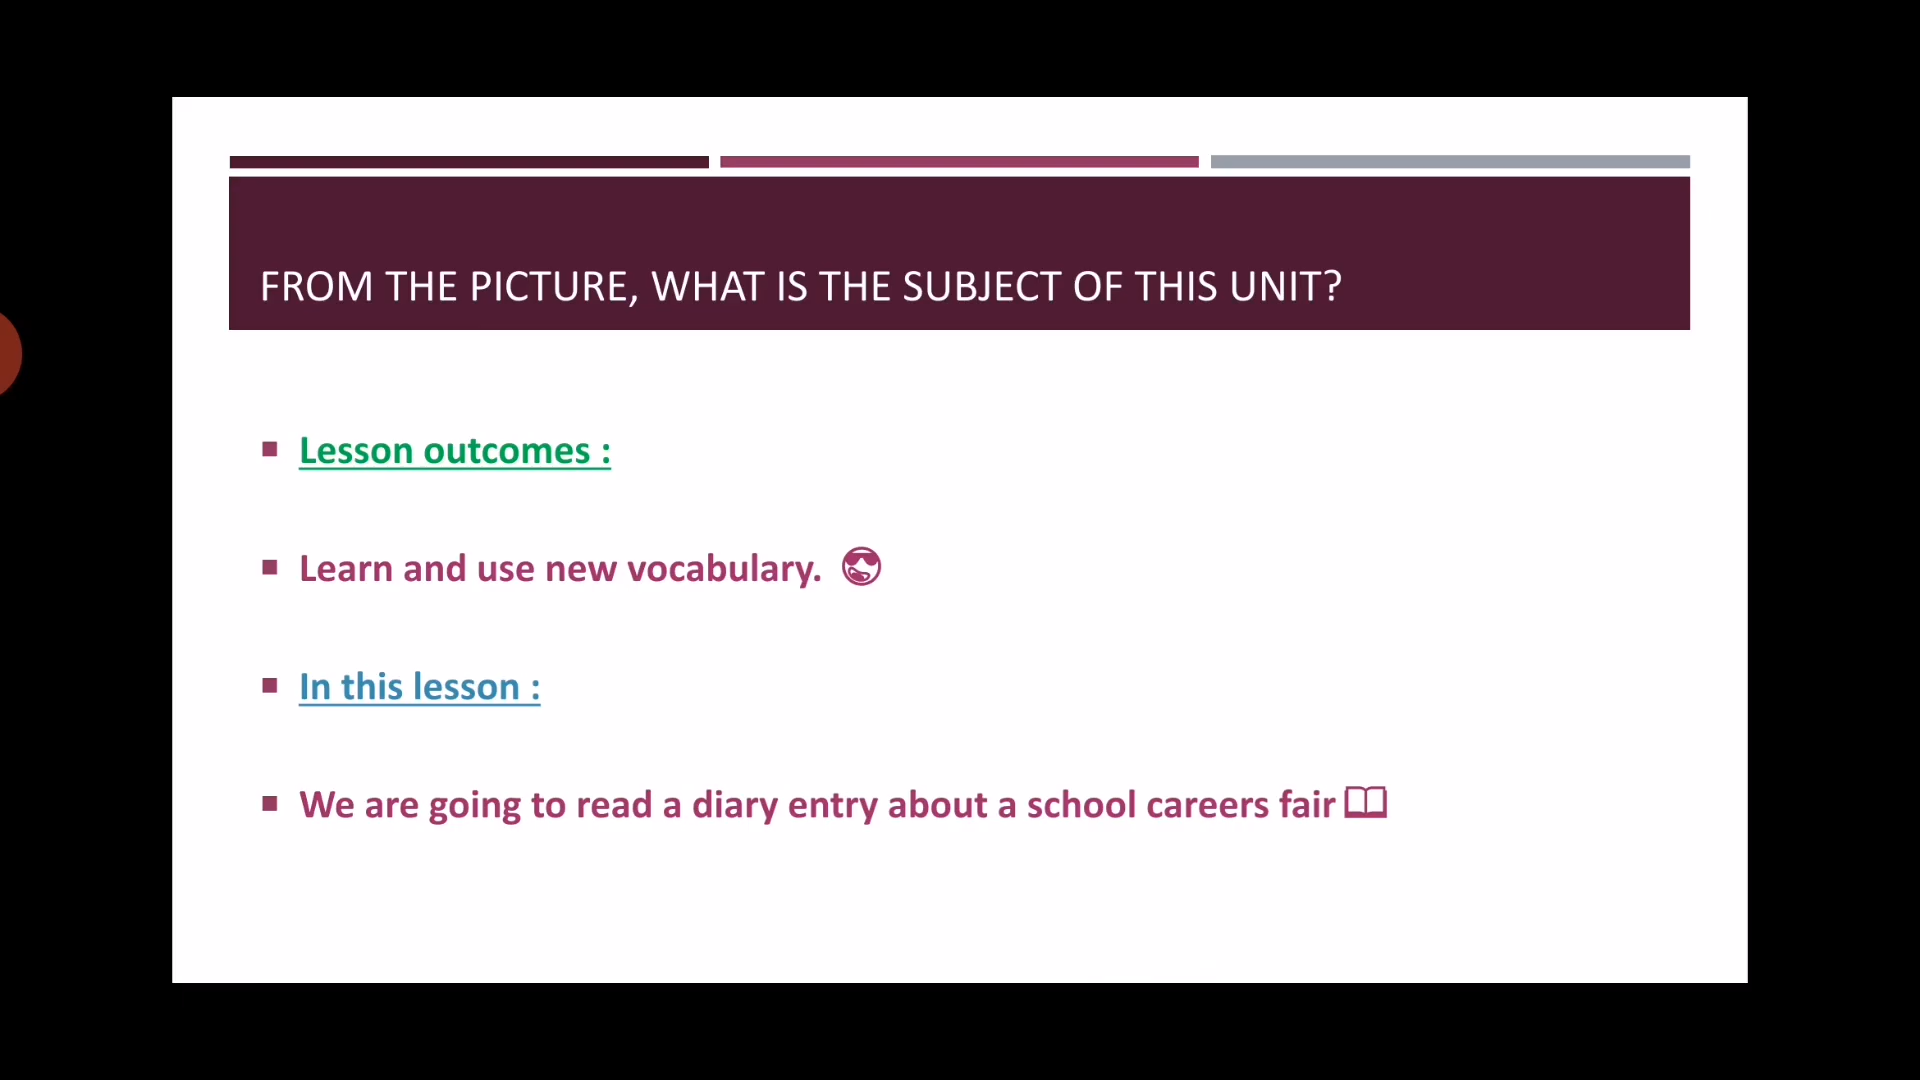 FROM THE PICTURE, WHAT IS THE SUBJECT OF THIS UNIT?
Lesson outcomes :
Learn and use new vocabulary. 😎
In this lesson :
We are going to read a diary entry about a school careers fair 🕮